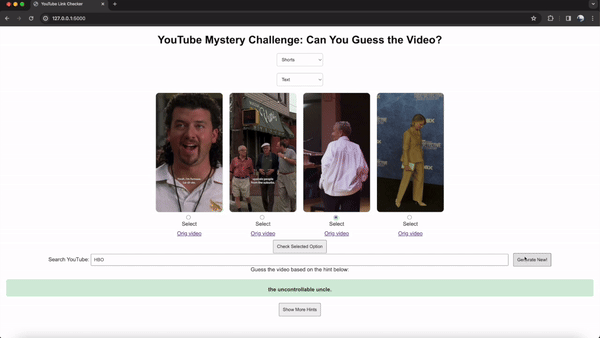 YouTube Link Checker
127.0.0.1:5000
YouTube Mystery Challenge: Can You Guess the Video?
Shorts
Text
Select
Select
Select
Select
Orig video
Orig video
Orig video
Orig video
Check Selected Option
Search YouTube:
HBO
Generate New!
Guess the video based on the hint below:
the uncontrollable uncle.
Show More Hints